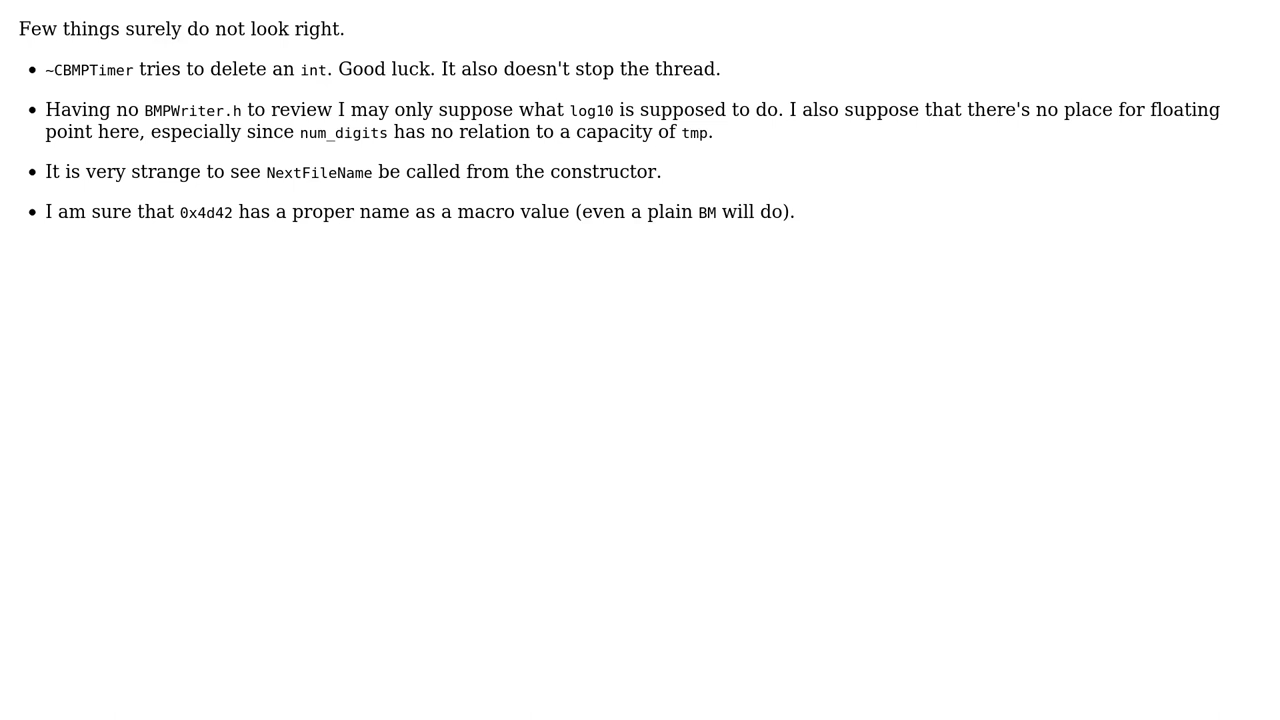 Few things surely do not look right.
• ~CBMPTimer tries to delete an int. Good luck. It also doesn't stop the thread.
• Having no BMPWriter.h to review I may only suppose what log10 is supposed to do. I also suppose that there's no place for floating
point here, especially since num_digits has no relation to a capacity of tmp.
• It is very strange to see NextFileName be called from the constructor.
• I am sure that 0x4d42 has a proper name as a macro value (even a plain BM will do).